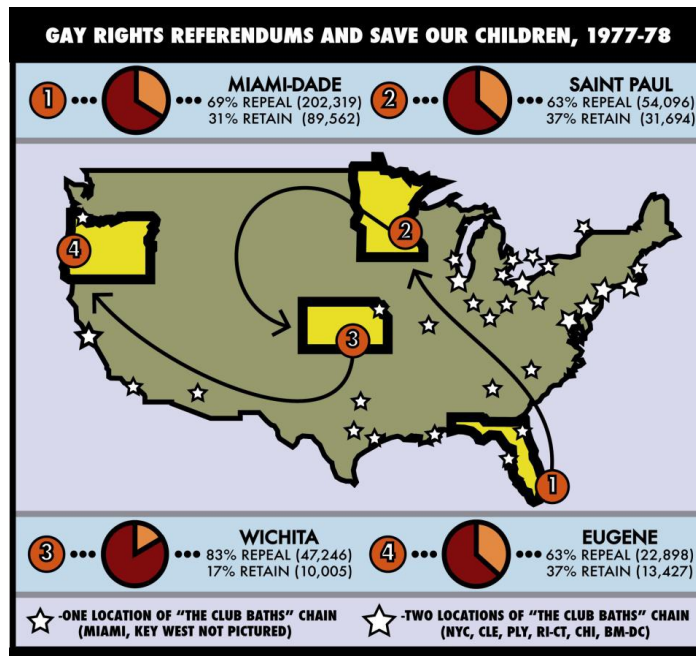 GAY RIGHTS REFERENDUMS AND SAVE OUR CHILDREN, 1977-78
1
MIAMI-DADE
69% REPEAL (202,319)
31% RETAIN (89,562)
2
SAINT PAUL
63% REPEAL (54,096)
37% RETAIN (31,694)
4
2
3
1
3
WICHITA
83% REPEAL (47,246)
17% RETAIN (10,005)
4
EUGENE
63% REPEAL (22,898)
37% RETAIN (13,427)
-ONE LOCATION OF "THE CLUB BATHS" CHAIN
(MIAMI, KEY WEST NOT PICTURED)
-TWO LOCATIONS OF "THE CLUB BATHS" CHAIN
(NYC, CLE, PLY, RI-CT, CHI, BM-DC)